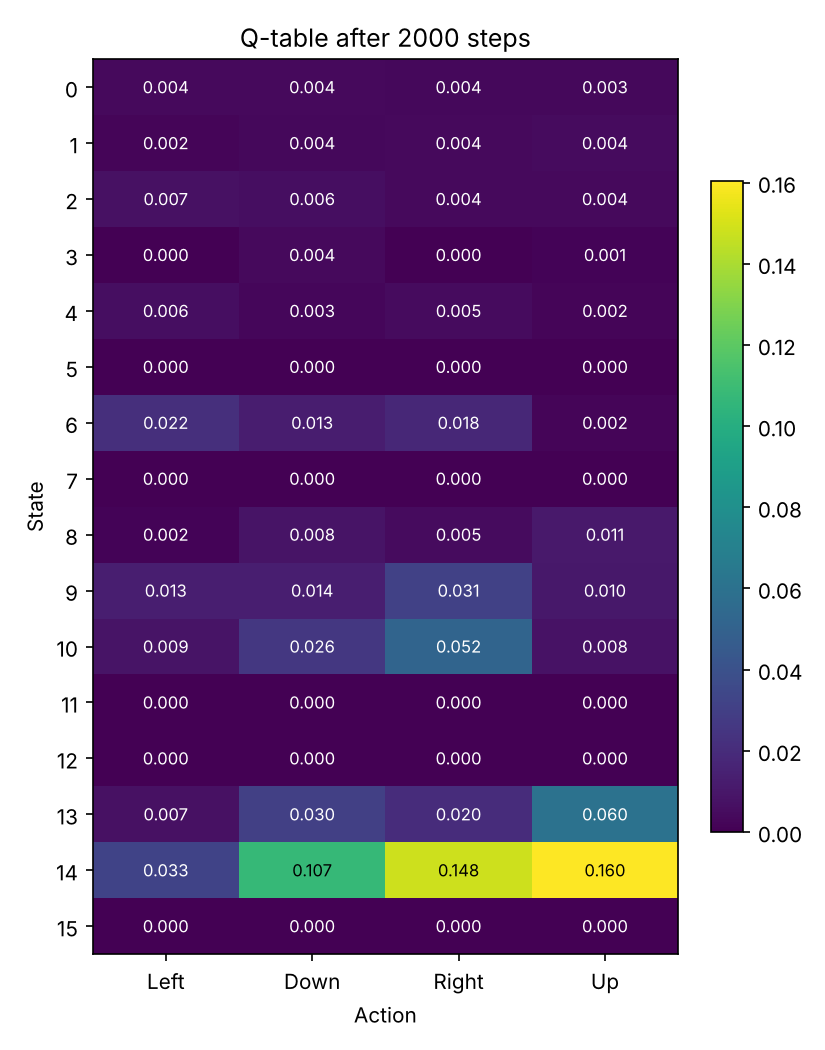 Q-table after 2000 steps
0 0.004 0.004 0.004 0.003
1 0.002 0.004 0.004 0.004
2 0.007 0.006 0.004 0.004
3 0.000 0.004 0.000 0.001
4 0.006 0.003 0.005 0.002
5 0.000 0.000 0.000 0.000
6 0.022 0.013 0.018 0.002
7 0.000 0.000 0.000 0.000
8 0.002 0.008 0.005 0.011
9 0.013 0.014 0.031 0.010
10 0.009 0.026 0.052 0.008
11 0.000 0.000 0.000 0.000
12 0.000 0.000 0.000 0.000
13 0.007 0.030 0.020 0.060
14 0.033 0.107 0.148 0.160
15 0.000 0.000 0.000 0.000
Left Down Right Up
Action
State
0.16
0.14
0.12
0.10
0.08
0.06
0.04
0.02
0.00